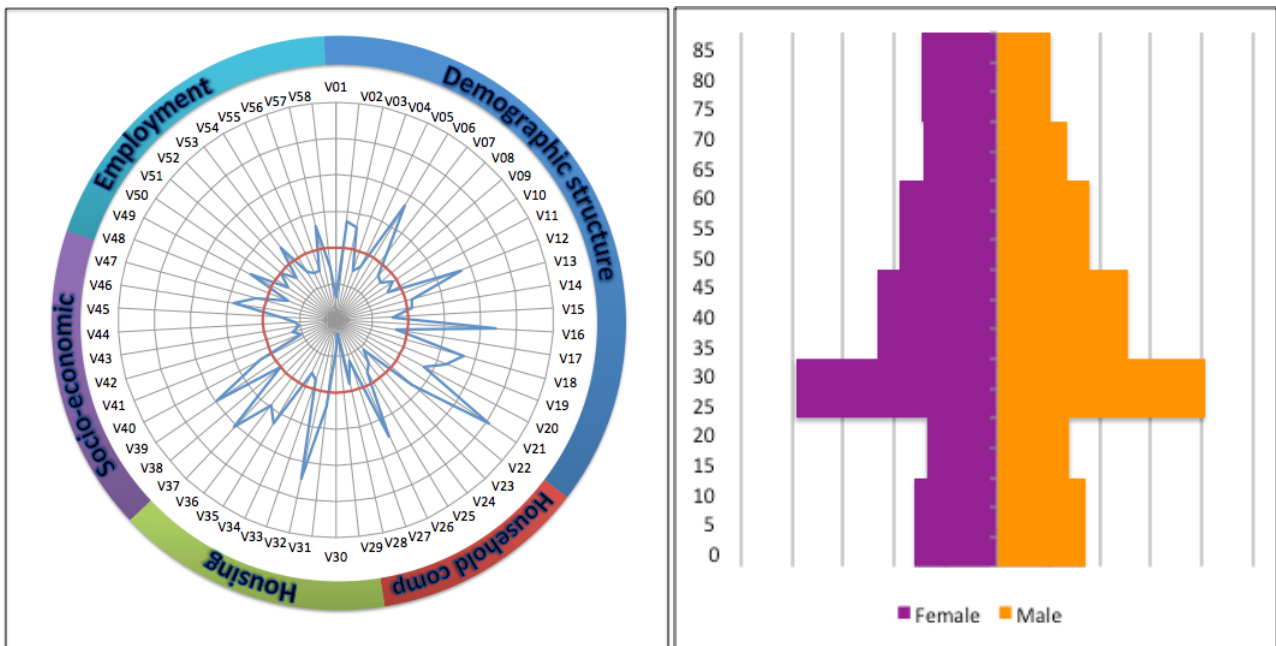 Employment
Demographic structure
Household comp
Housing
Socio-economic
V01
V02
V03
V04
V05
V06
V07
V08
V09
V10
V11
V12
V13
V14
V15
V16
V17
V18
V19
V20
V21
V22
V23
V24
V25
V26
V27
V28
V29
V30
V31
V32
V33
V34
V35
V36
V37
V38
V39
V40
V41
V42
V43
V44
V45
V46
V47
V48
V49
V50
V51
V52
V53
V54
V55
V56
V57
V58
85
80
75
70
65
60
55
50
45
40
35
30
25
20
15
10
5
0
Female Male